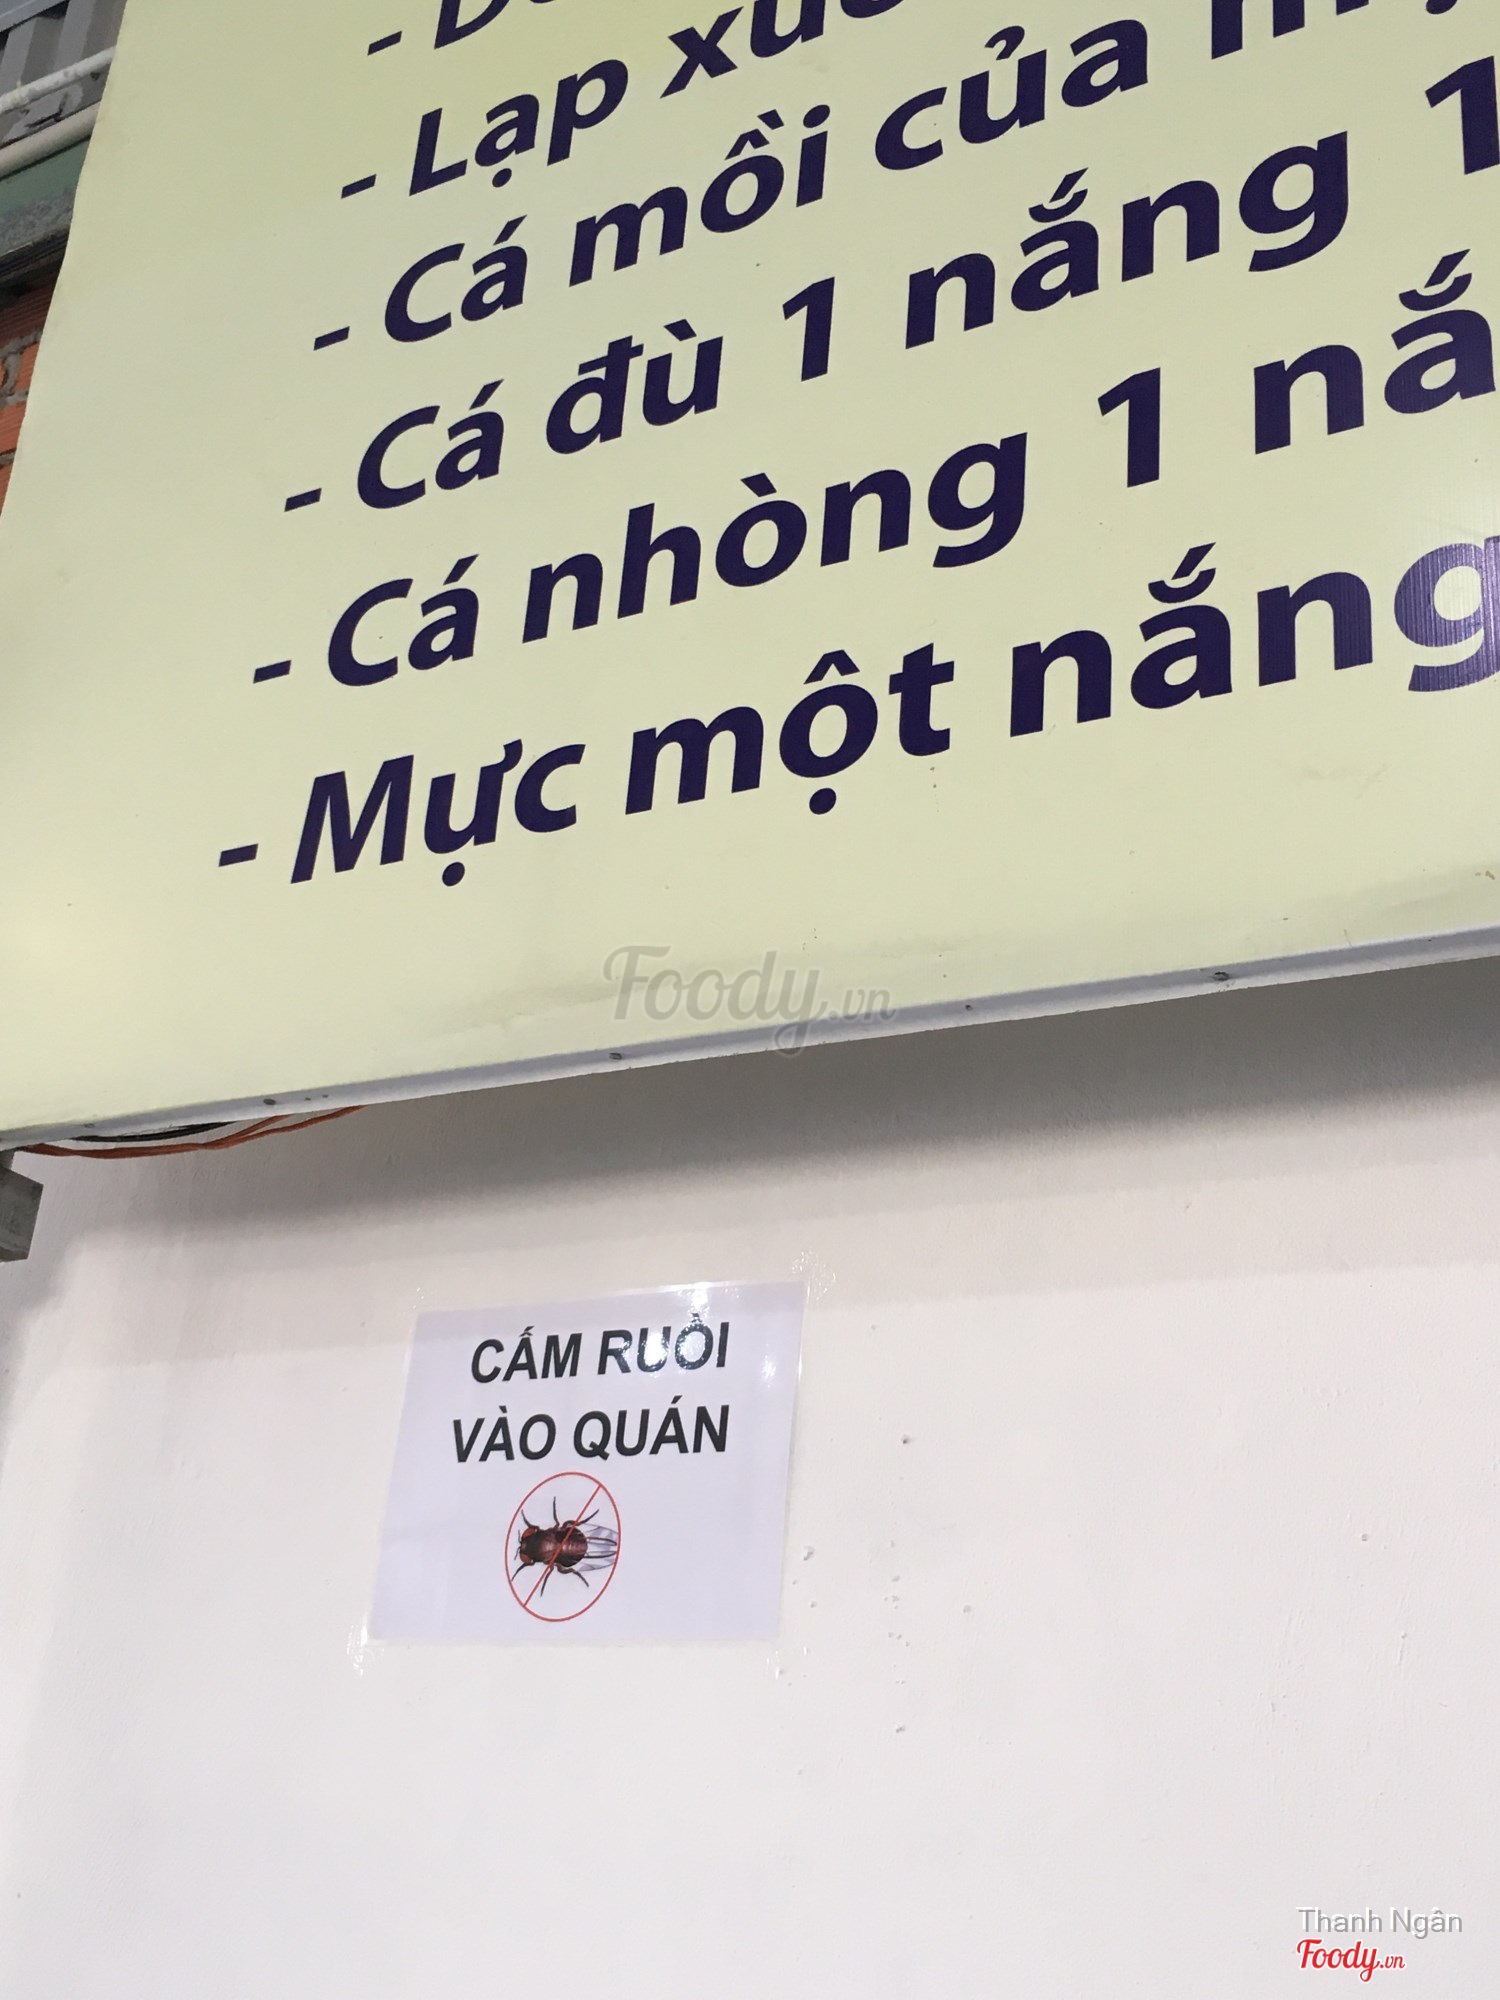 - Lạp
- Cá mồi của
- Cá đù 1 nắng 1
- Cá nhòng 1
- Mực một nắng
Foody.vn
CẤM RUỒI
VÀO QUÁN
Thanh Ngân
Foody.vn